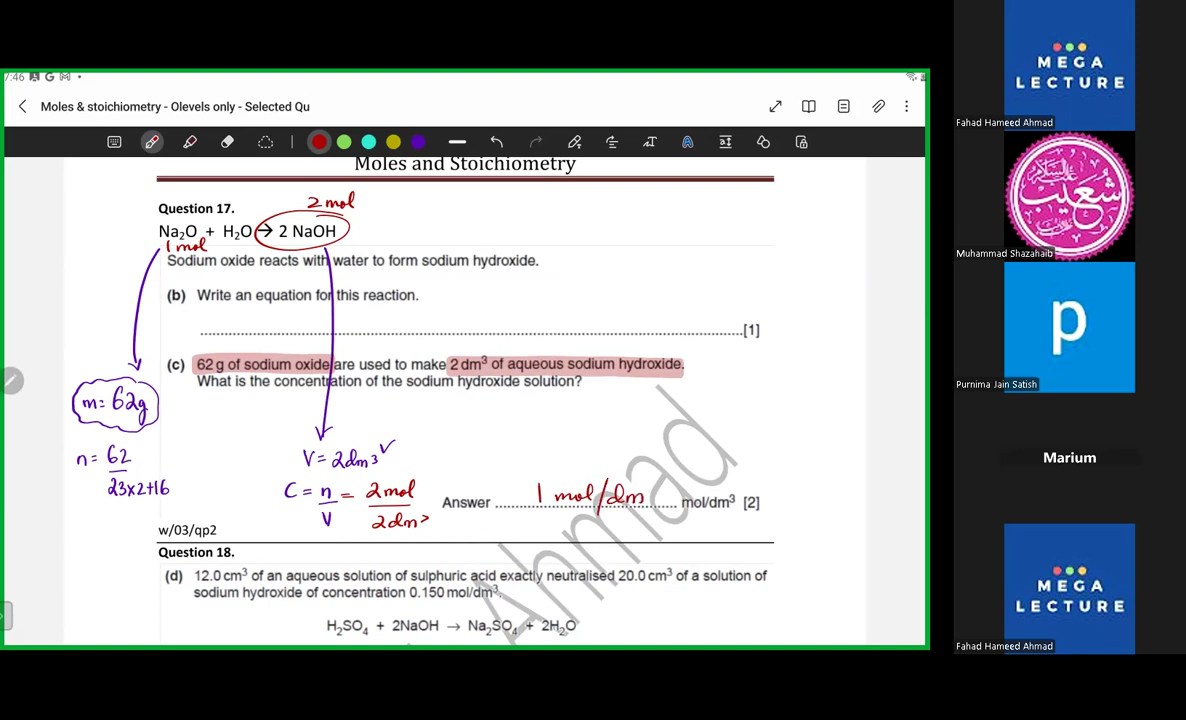 7:46
Moles & stoichiometry - Olevels only - Selected Qu
Moles and Stoichiometry
Question 17.
2 mol
Na₂O + H₂O → 2 NaOH
1 mol
Sodium oxide reacts with water to form sodium hydroxide.
(b) Write an equation for this reaction.
[1]
(c) 62 g of sodium oxide are used to make 2 dm³ of aqueous sodium hydroxide.
What is the concentration of the sodium hydroxide solution?
m = 62g
n = 62
23x2+16
V = 2dm3
C = n = 2mol
V 2dm
Answer 1 mol/dm mol/dm³ [2]
w/03/qp2
Question 18.
(d) 12.0 cm³ of an aqueous solution of sulphuric acid exactly neutralised 20.0 cm³ of a solution of
sodium hydroxide of concentration 0.150 mol/dm³.
H₂SO₄ + 2NaOH → Na₂SO₄ + 2H₂O
Ahmad
MEGA
LECTURE
Fahad Hameed Ahmad
شعيب
عليه السلام
Muhammad Shazahaib
p
Purnima Jain Satish
Marium
MEGA
LECTURE
Fahad Hameed Ahmad